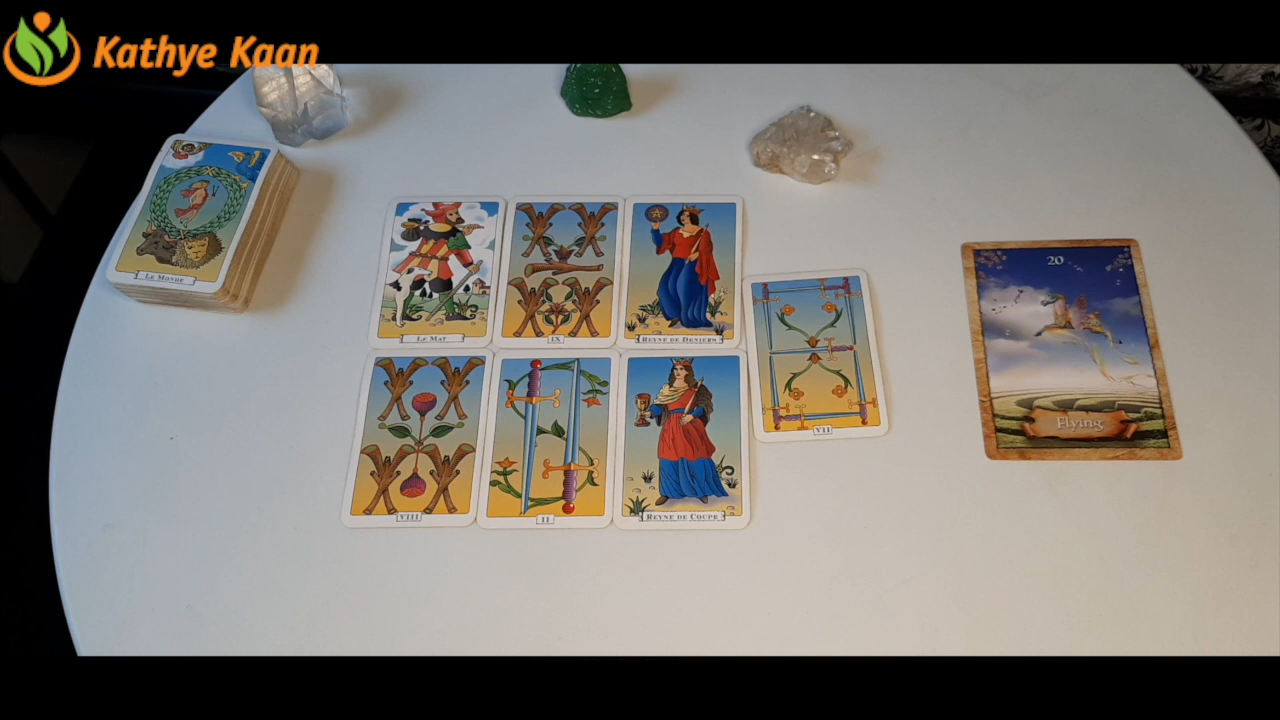 Kathye Kaan
LE MONDE
LE MAT
IX
REYNE DE DENIERS
VIII
II
REYNE DE COUPE
VII
20
Flying